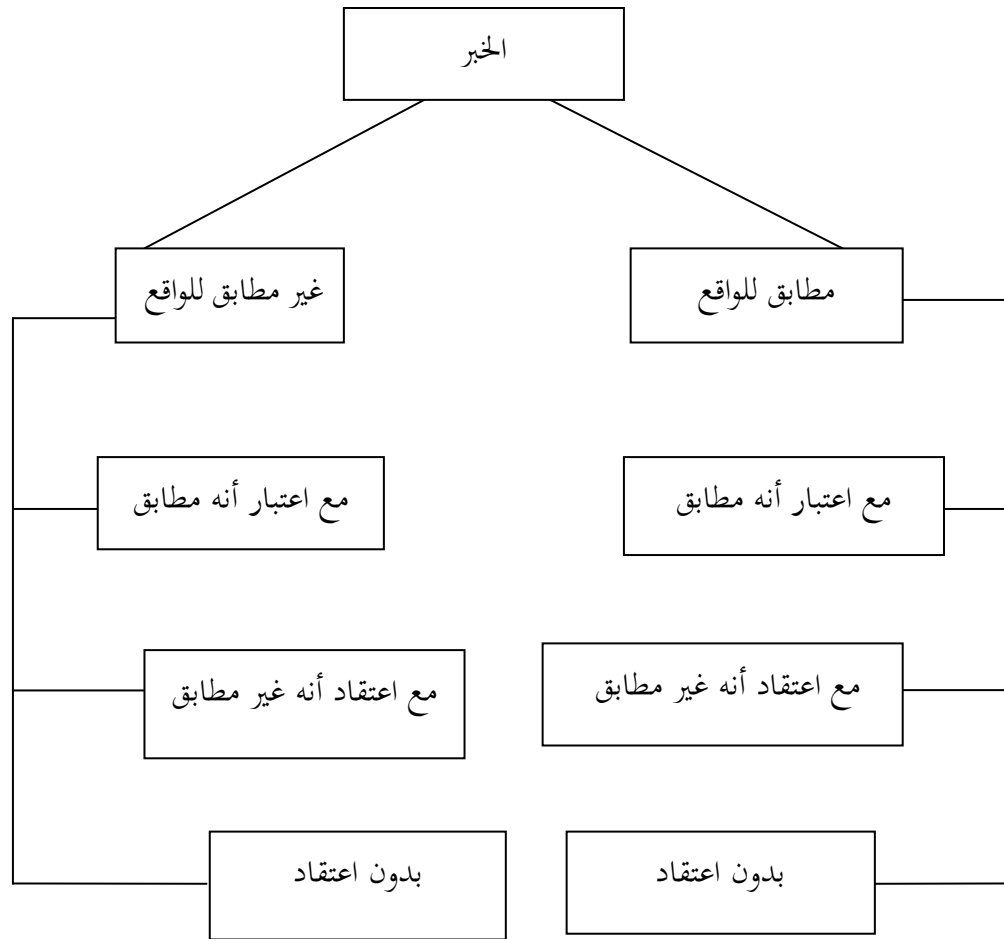 الخبر
مطابق للواقع
غير مطابق للواقع
مع اعتبار أنه مطابق
مع اعتبار أنه مطابق
مع اعتقاد أنه غير مطابق
مع اعتقاد أنه غير مطابق
بدون اعتقاد
بدون اعتقاد